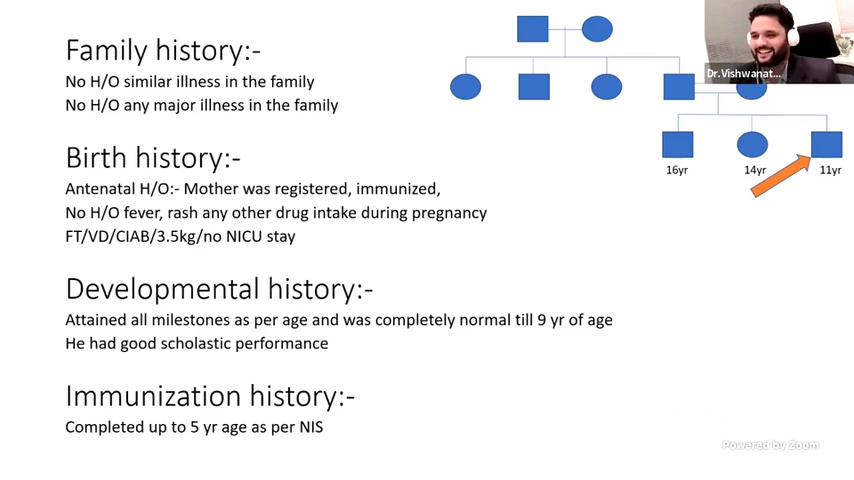 Family history:-
No H/O similar illness in the family
No H/O any major illness in the family
Dr.Vishwanat...
16yr
14yr
11yr
Birth history:-
Antenatal H/O:- Mother was registered, immunized,
No H/O fever, rash any other drug intake during pregnancy
FT/VD/CIAB/3.5kg/no NICU stay
Developmental history:-
Attained all milestones as per age and was completely normal till 9 yr of age
He had good scholastic performance
Immunization history:-
Completed up to 5 yr age as per NIS
Powered by Zoom